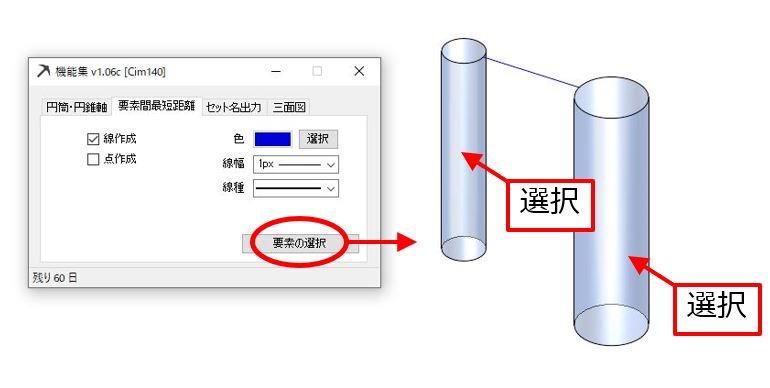 機能集 v1.06c [Cim140]
円筒・円錐軸 要素間最短距離 セット名出力 三面図
線作成
点作成
色 選択
線幅 1px
線種
要素の選択
残り 60 日
選択
選択